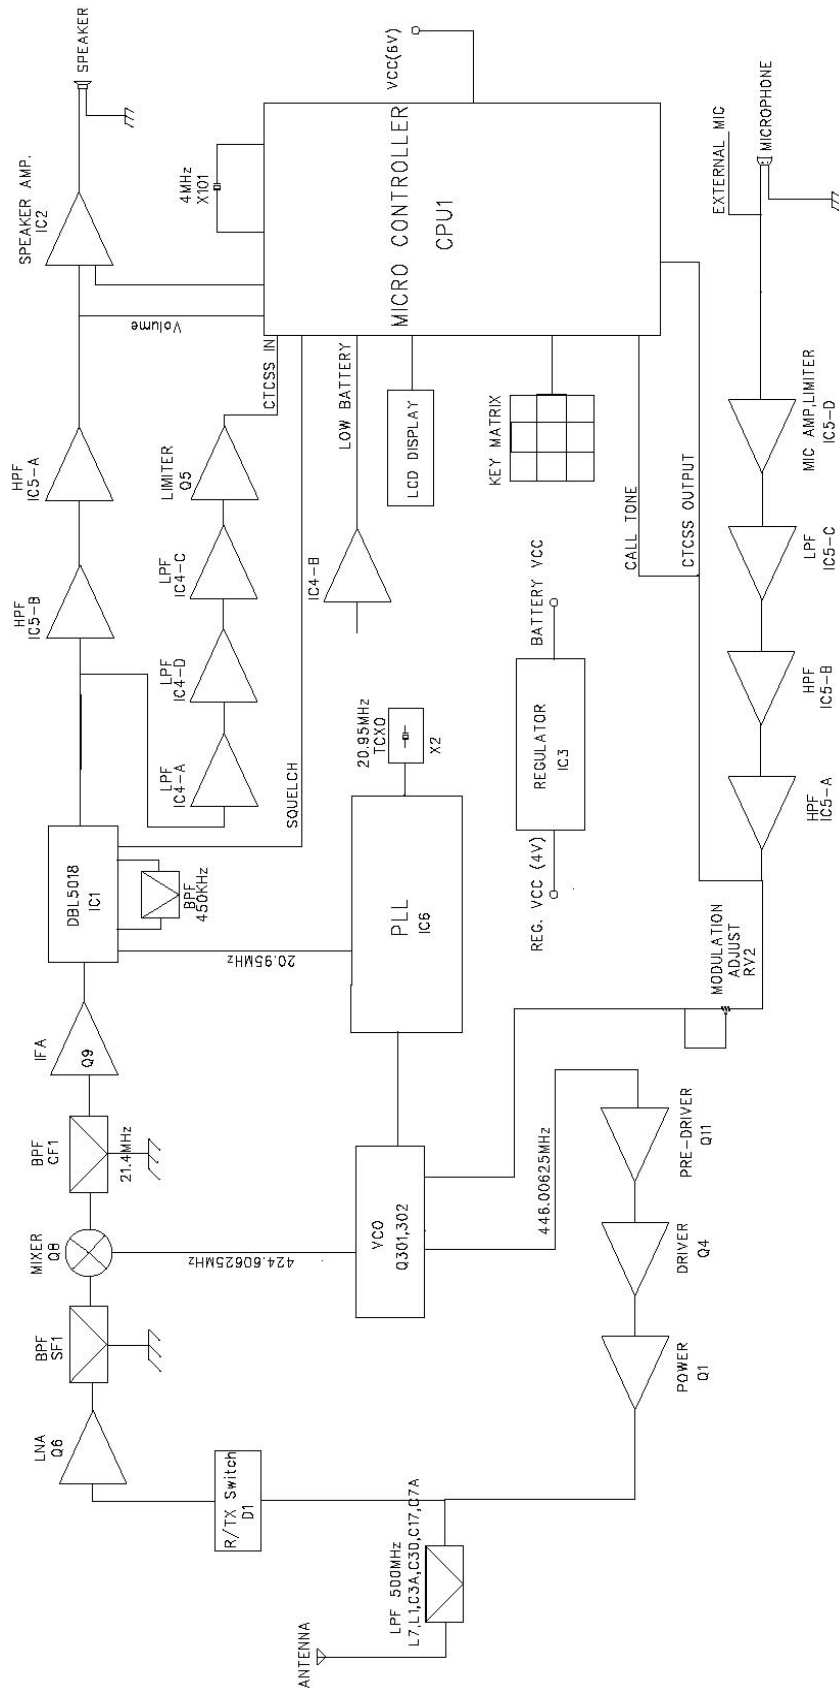 ANTENNA
LPF 500MHz
L7,L1,C3A,C30,C17,C7A
R/TX Switch
D1
LNA
Q6
BPF
SF1
MIXER
Q8
BPF
CF1
21.4MHz
IFA
Q9
DBL5018
IC1
BPF
450KHz
HPF
IC5-B
HPF
IC5-A
SPEAKER AMP.
IC2
SPEAKER
Volume
LPF
IC4-A
LPF
IC4-D
LPF
IC4-C
LIMITER
Q5
CTCSS IN
SQUELCH
IC4-B
LOW BATTERY
4MHz
X101
VCC(6V)
MICRO CONTROLLER
CPU1
LCD DISPLAY
KEY MATRIX
424.60625MHz
20.95MHz
VCO
Q301,302
PLL
IC6
20.95MHz
TCXO
X2
REG. VCC (4V)
REGULATOR
IC3
BATTERY VCC
CALL TONE
CTCSS OUTPUT
446.00625MHz
POWER
Q1
DRIVER
Q4
PRE-DRIVER
Q11
MODULATION
ADJUST
RV2
HPF
IC5-A
HPF
IC5-B
LPF
IC5-C
MIC AMP,LIMITER
IC5-D
EXTERNAL MIC
MICROPHONE